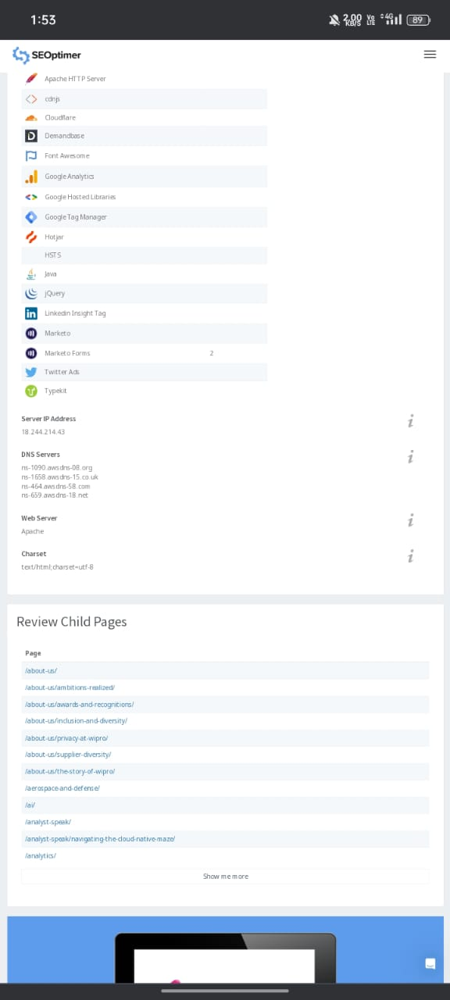 1:53
2.00 KB/S
Vo LTE
4G
89
SEOptimer
Apache HTTP Server
cdnjs
Cloudflare
Demandbase
Font Awesome
Google Analytics
Google Hosted Libraries
Google Tag Manager
Hotjar
HSTS
Java
jQuery
Linkedin Insight Tag
Marketo
Marketo Forms 2
Twitter Ads
Typekit
Server IP Address
18.244.214.43
DNS Servers
ns-1090.awsdns-08.org
ns-1658.awsdns-15.co.uk
ns-464.awsdns-58.com
ns-659.awsdns-18.net
Web Server
Apache
Charset
text/html;charset=utf-8
Review Child Pages
Page
/about-us/
/about-us/ambitions-realized/
/about-us/awards-and-recognitions/
/about-us/inclusion-and-diversity/
/about-us/privacy-at-wipro/
/about-us/supplier-diversity/
/about-us/the-story-of-wipro/
/aerospace-and-defense/
/ai/
/analyst-speak/
/analyst-speak/navigating-the-cloud-native-maze/
/analytics/
Show me more